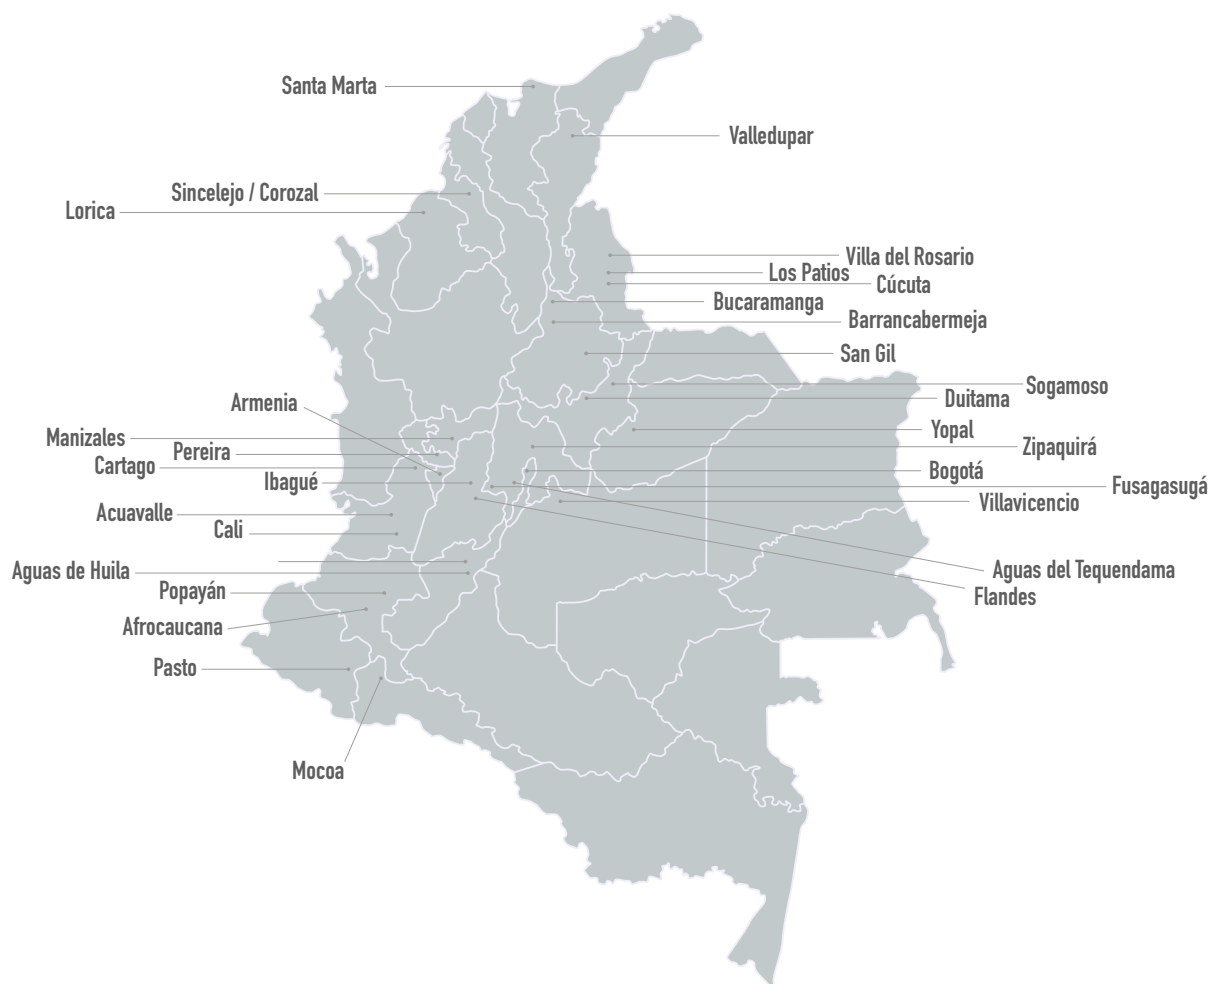 Santa Marta
Valledupar
Sincelejo / Corozal
Lorica
Villa del Rosario
Los Patios
Cúcuta
Bucaramanga
Barrancabermeja
San Gil
Sogamoso
Duitama
Armenia
Yopal
Manizales
Zipaquirá
Pereira
Cartago
Bogotá
Ibagué
Fusagasugá
Villavicencio
Acuavalle
Cali
Aguas de Huila
Aguas del Tequendama
Popayán
Flandes
Afrocaucana
Pasto
Mocoa